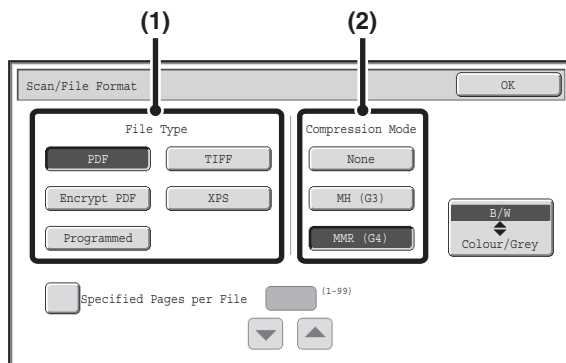 (1) (2)
Scan/File Format OK
File Type Compression Mode
PDF TIFF None
Encrypt PDF XPS MH (G3)
B/W
Programmed MMR (G4) Colour/Grey
Specified Pages per File (1-99)